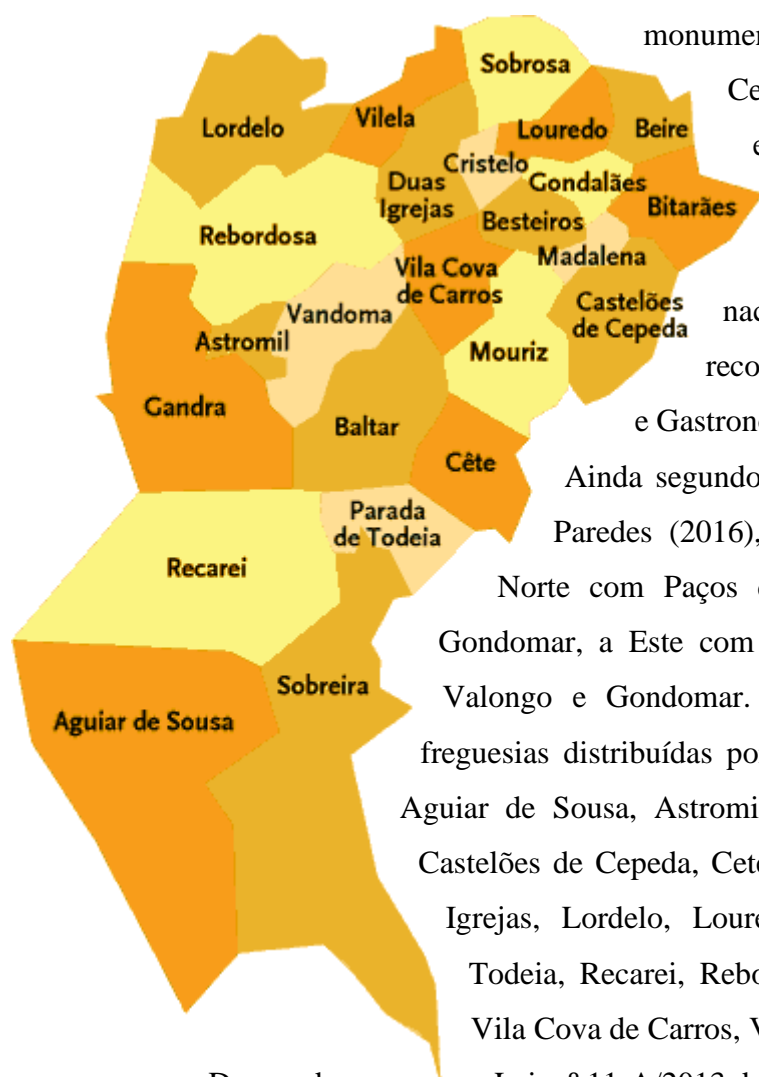 Sobrosa
Vilela
Lordelo
Louredo
Beire
Cristelo
Duas
Igrejas
Gondalães
Bitarães
Besteiros
Rebordosa
Madalena
Vila Cova
de Carros
Castelões
de Cepeda
Vandoma
Astromil
Mouriz
Gandra
Baltar
Cête
Parada
de Todeia
Recarei
Sobreira
Aguiar de Sousa
monumen
Ce
e
nac
reco
e Gastron
Ainda segundo
Paredes (2016),
Norte com Paços
Gondomar, a Este com
Valongo e Gondomar.
freguesias distribuídas po
Aguiar de Sousa, Astromi
Castelões de Cepeda, Cete
Igrejas, Lordelo, Loure
Todeia, Recarei, Rebo
Vila Cova de Carros, V